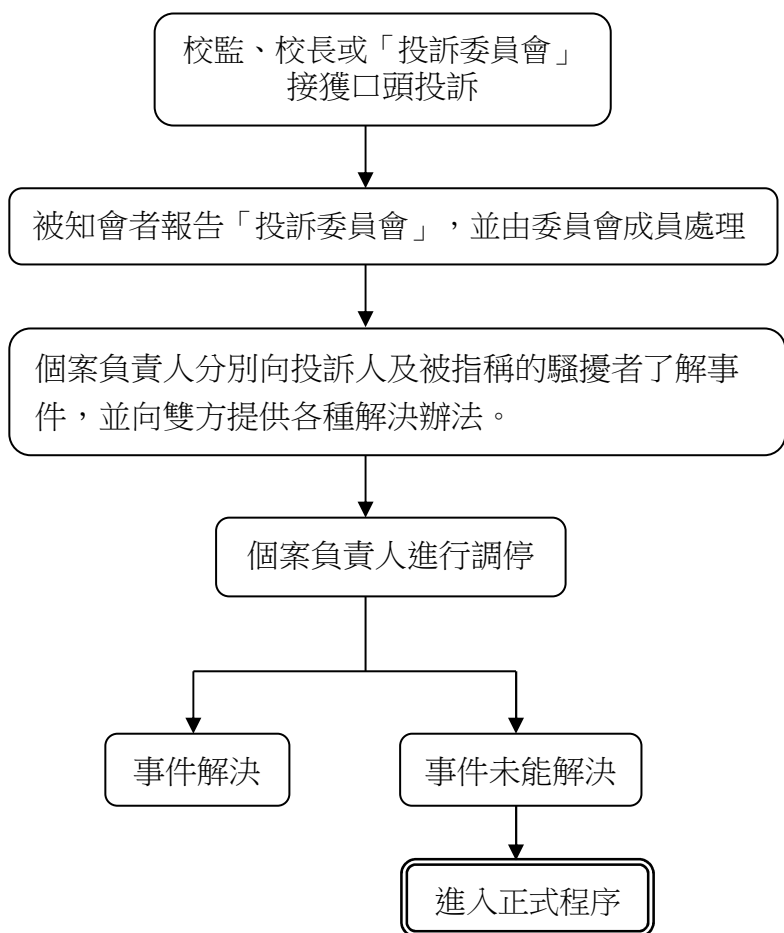 校監、校長或「投訴委員會」
接獲口頭投訴
被知會者報告「投訴委員會」，並由委員會成員處理
個案負責人分別向投訴人及被指稱的騷擾者了解事
件，並向雙方提供各種解決辦法。
個案負責人進行調停
事件解決
事件未能解決
進入正式程序